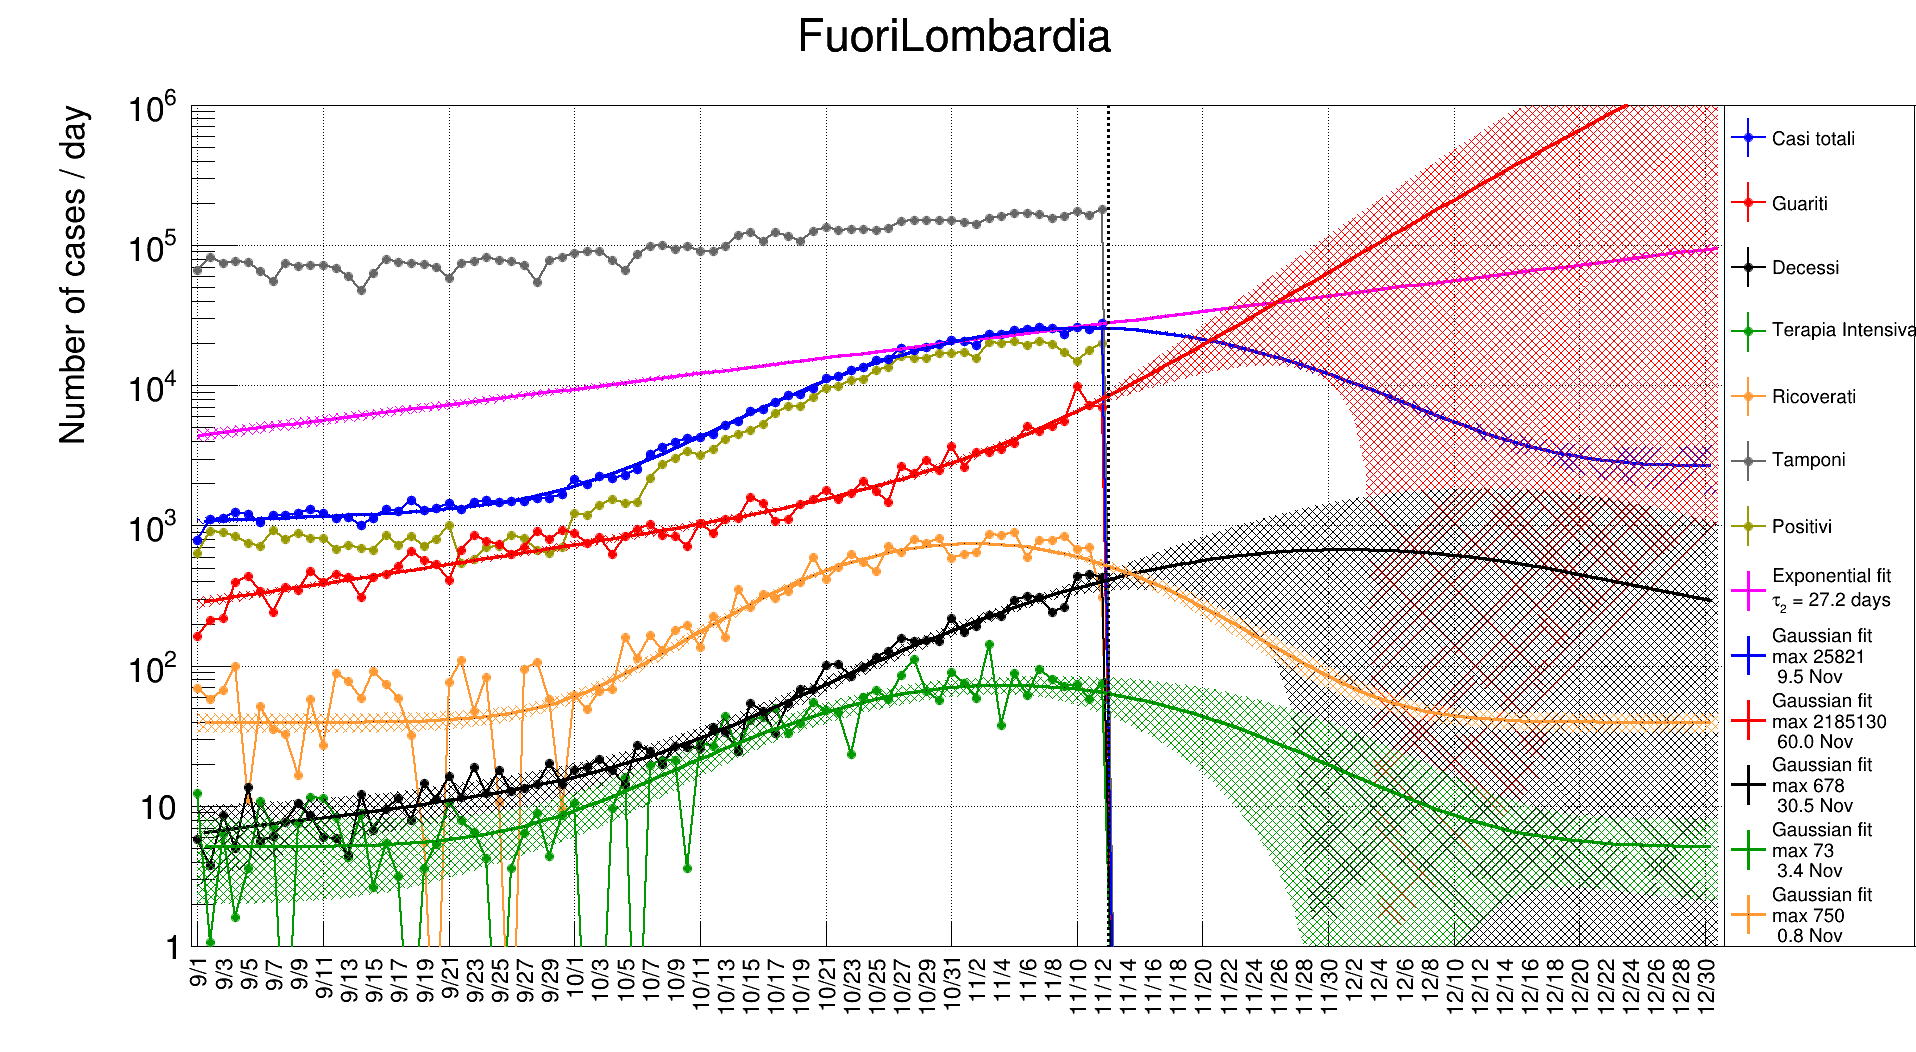 FuoriLombardia
Number of cases / day
10^6
10^5
10^4
10^3
10^2
10
1
9/1
9/3
9/5
9/7
9/9
9/11
9/13
9/15
9/17
9/19
9/21
9/23
9/25
9/27
9/29
10/1
10/3
10/5
10/7
10/9
10/11
10/13
10/15
10/17
10/19
10/21
10/23
10/25
10/27
10/29
10/31
11/2
11/4
11/6
11/8
11/10
11/12
11/14
11/16
11/18
11/20
11/22
11/24
11/26
11/28
11/30
12/2
12/4
12/6
12/8
12/10
12/12
12/14
12/16
12/18
12/20
12/22
12/24
12/26
12/28
12/30
Casi totali
Guariti
Decessi
Terapia Intensiva
Ricoverati
Tamponi
Positivi
Exponential fit
τ2 = 27.2 days
Gaussian fit
max 25821
9.5 Nov
Gaussian fit
max 2185130
60.0 Nov
Gaussian fit
max 678
30.5 Nov
Gaussian fit
max 73
3.4 Nov
Gaussian fit
max 750
0.8 Nov